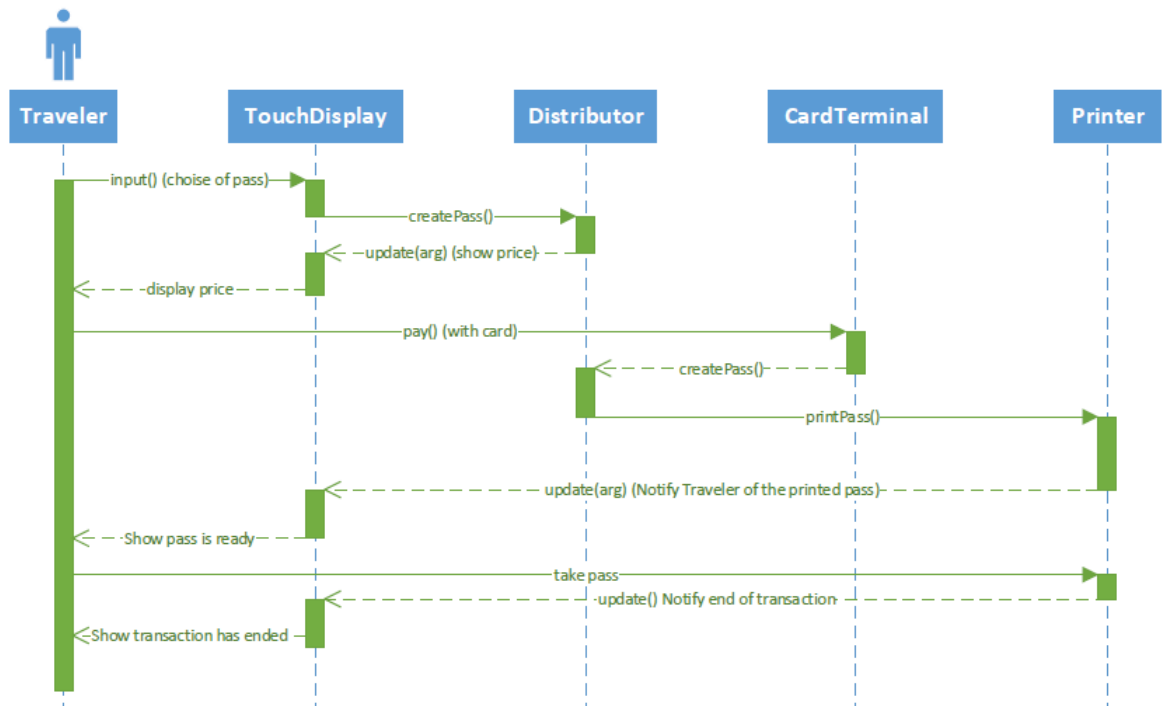 Traveler
TouchDisplay
Distributor
CardTerminal
Printer
input() (choise of pass)
createPass()
update(arg) (show price)
display price
pay() (with card)
createPass()
printPass()
update(arg) (Notify Traveler of the printed pass)
Show pass is ready
take pass
update() Notify end of transaction
Show transaction has ended